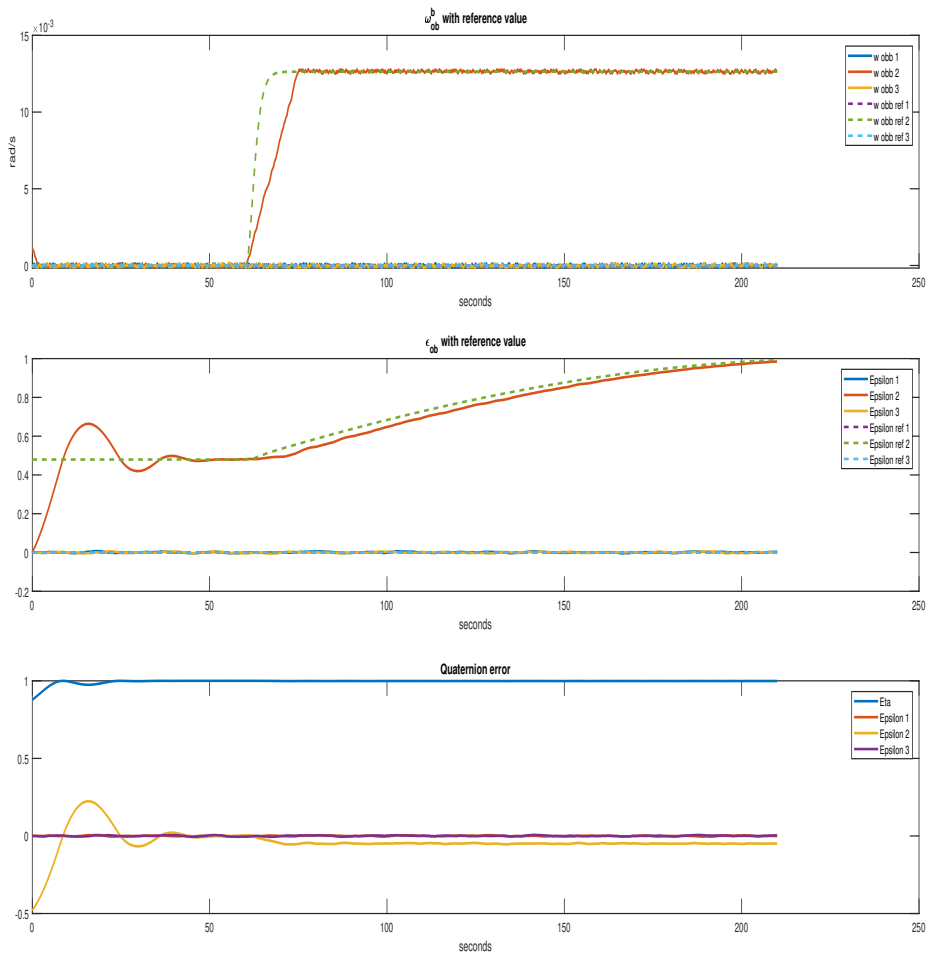 ω_ob^b with reference value
×10^-3
15
10
5
0
rad/s
0 50 100 150 200 250
seconds
w obb 1
w obb 2
w obb 3
w obb ref 1
w obb ref 2
w obb ref 3
ϵ_ob with reference value
1
0.8
0.6
0.4
0.2
0
-0.2
0 50 100 150 200 250
seconds
Epsilon 1
Epsilon 2
Epsilon 3
Epsilon ref 1
Epsilon ref 2
Epsilon ref 3
Quaternion error
1
0.5
0
-0.5
0 50 100 150 200 250
seconds
Eta
Epsilon 1
Epsilon 2
Epsilon 3